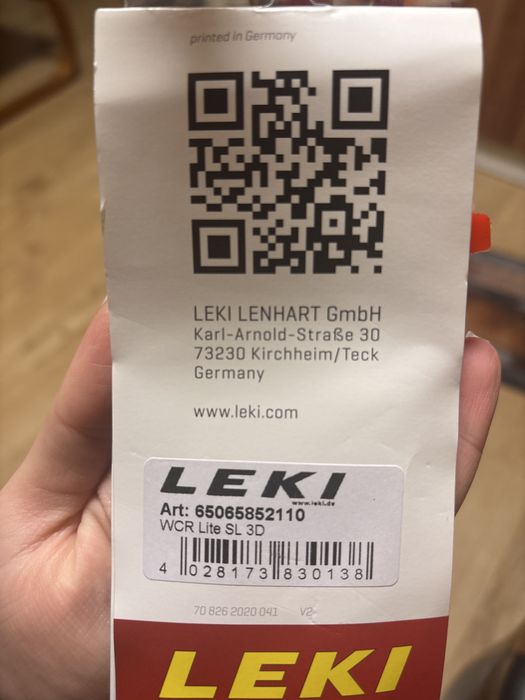 printed in Germany
LEKI LENHART GmbH
Karl-Arnold-Straße 30
73230 Kirchheim/Teck
Germany
www.leki.com
LEKI
www.leki.de
Art: 65065852110
WCR Lite SL 3D
4 028173 830138
70 826 2020 041 V2
LEKI